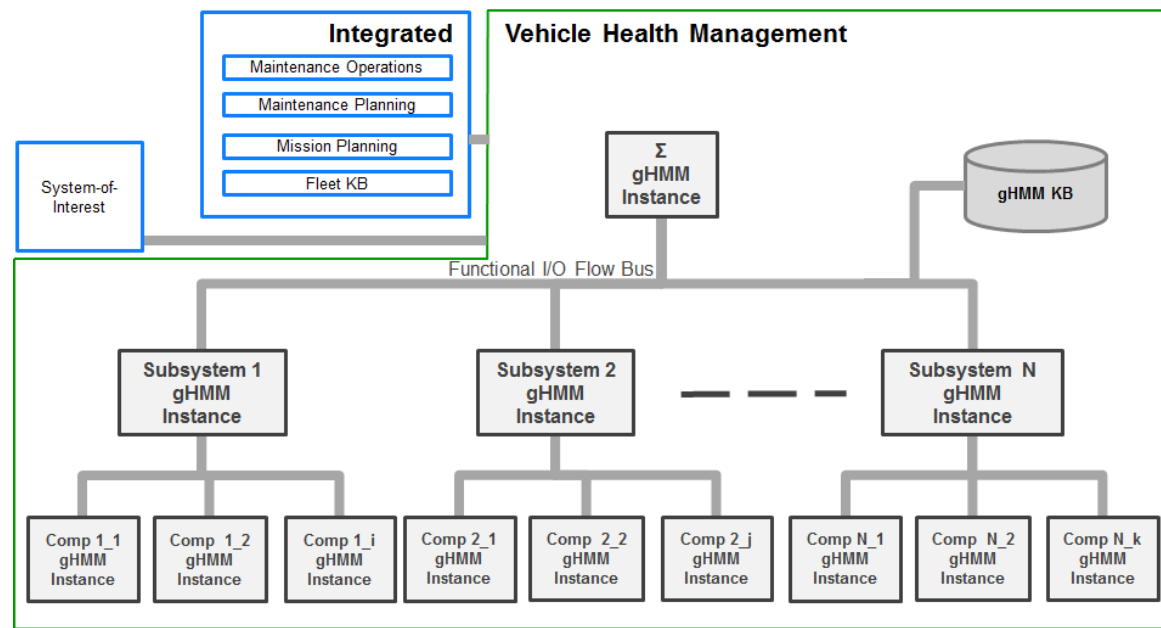 Integrated
Vehicle Health Management
Maintenance Operations
Maintenance Planning
Mission Planning
Fleet KB
System-of-
Interest
Σ
gHMM
Instance
gHMM KB
Functional I/O Flow Bus
Subsystem 1
gHMM
Instance
Subsystem 2
gHMM
Instance
Subsystem N
gHMM
Instance
Comp 1_1
gHMM
Instance
Comp 1_2
gHMM
Instance
Comp 1_i
gHMM
Instance
Comp 2_1
gHMM
Instance
Comp 2_2
gHMM
Instance
Comp 2_j
gHMM
Instance
Comp N_1
gHMM
Instance
Comp N_2
gHMM
Instance
Comp N_k
gHMM
Instance